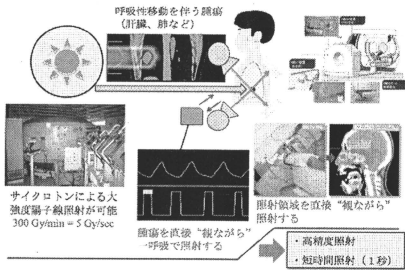 呼吸性移動を伴う腫瘍
（肝臓、肺など）
サイクロトロンによる大
強度陽子線照射が可能
300 Gy/min = 5 Gy/sec
腫瘍を直接 “観ながら”
一呼吸で照射する
照射領域を直接 “観ながら”
照射する
・高精度照射
・短時間照射（1秒）